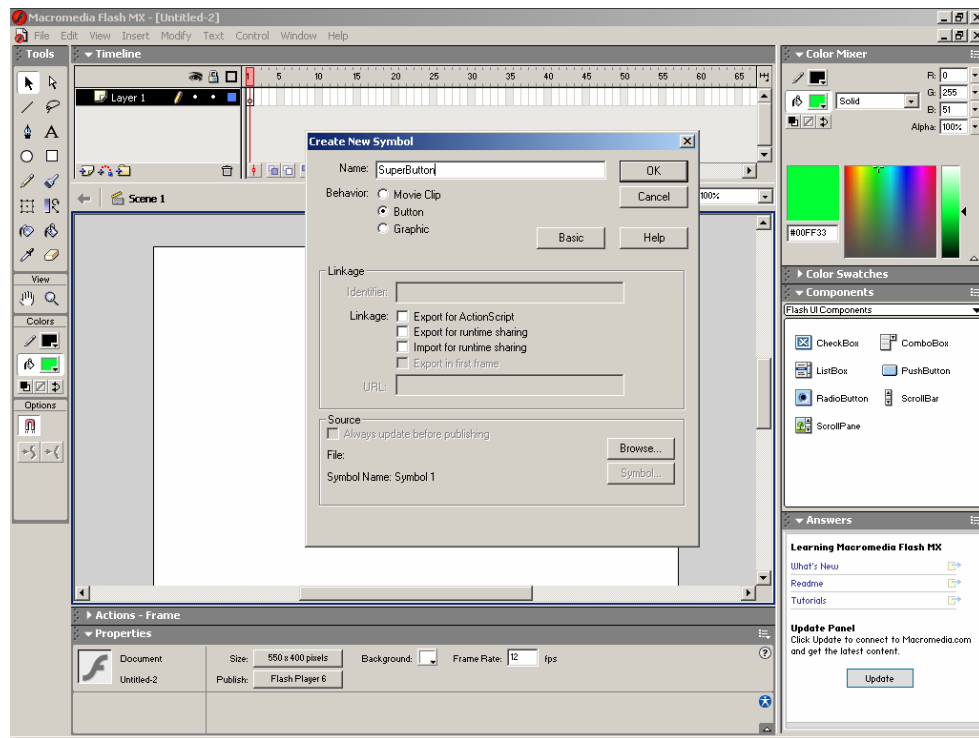 Macromedia Flash MX - [Untitled-2]
File Edit View Insert Modify Text Control Window Help
Tools
Timeline
1 5 10 15 20 25 30 35 40 45 50 55 60 65
Layer 1
Scene 1
100%
View
Colors
Options
Create New Symbol
Name: SuperButton
OK
Behavior: Movie Clip
Cancel
Button
Graphic
Basic
Help
Linkage
Identifier:
Linkage: Export for ActionScript
Export for runtime sharing
Import for runtime sharing
Export in first frame
URL:
Source
Always update before publishing
File:
Browse...
Symbol Name: Symbol 1
Symbol...
Actions - Frame
Properties
Document
Size: 550 x 400 pixels
Background:
Frame Rate: 12 fps
Untitled-2
Publish: Flash Player 6
Color Mixer
R: 0
Solid
G: 255
B: 51
Alpha: 100%
#00FF33
Color Swatches
Components
Flash UI Components
CheckBox ComboBox
ListBox PushButton
RadioButton ScrollBar
ScrollPane
Answers
Learning Macromedia Flash MX
What's New
Readme
Tutorials
Update Panel
Click Update to connect to Macromedia.com
and get the latest content.
Update